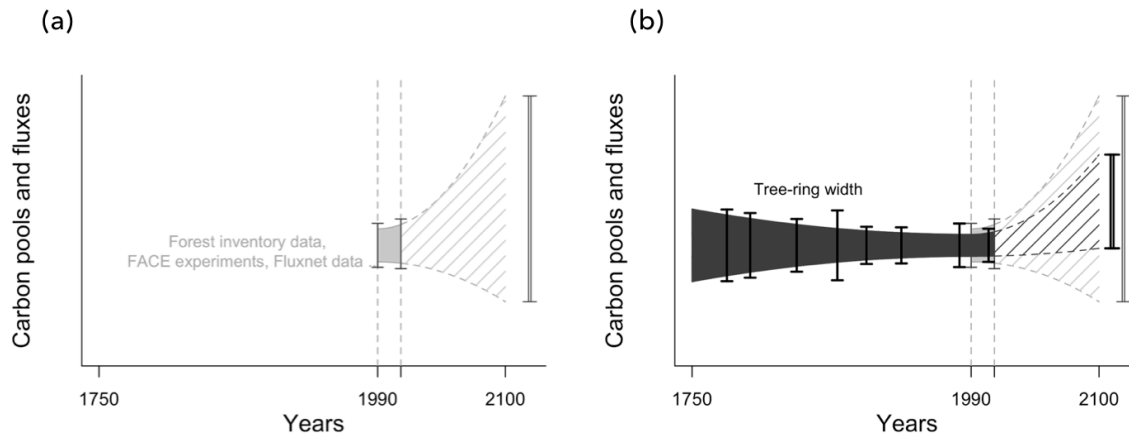 (a)
Carbon pools and fluxes
Forest inventory data,
FACE experiments, Fluxnet data
1750
1990
2100
Years
(b)
Carbon pools and fluxes
Tree-ring width
1750
1990
2100
Years